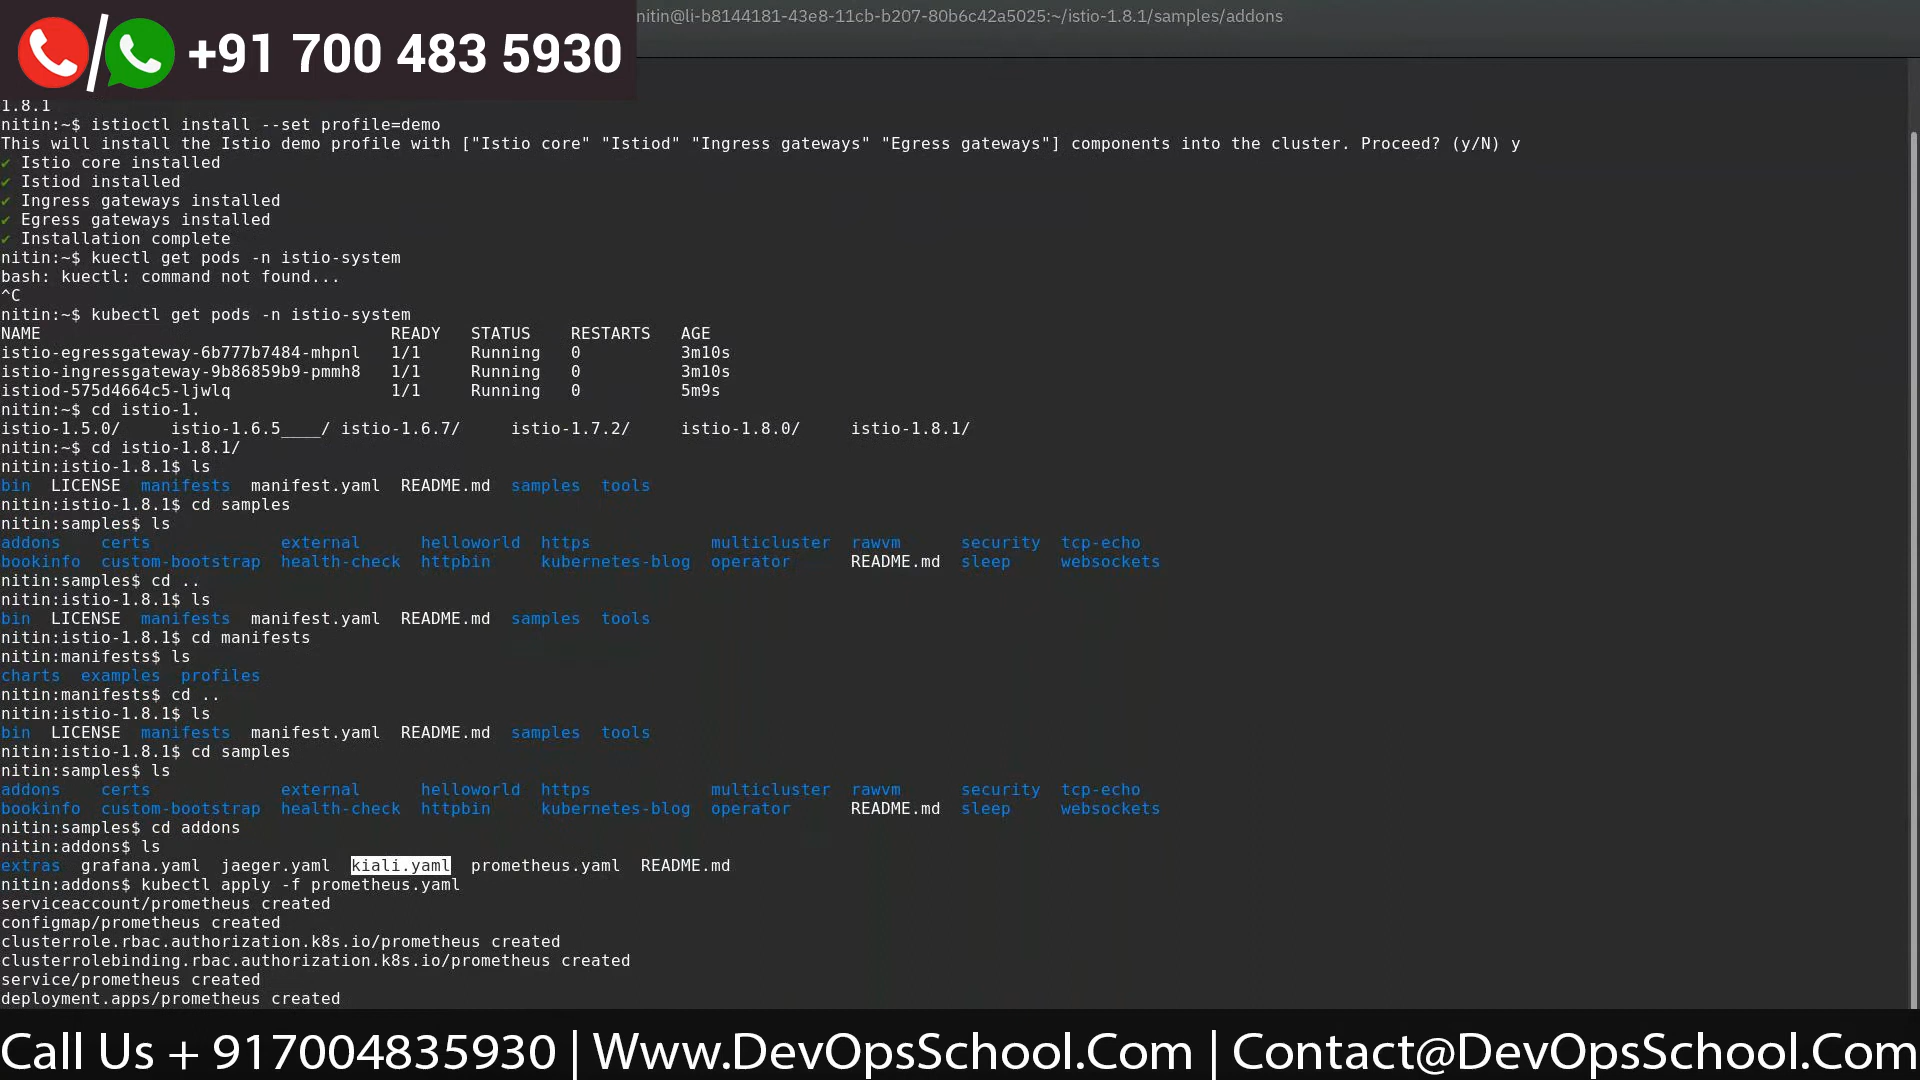 nitin@li-b8144181-43e8-11cb-b207-80b6c42a5025:~/istio-1.8.1/samples/addons
+91 700 483 5930
1.8.1
nitin:~$ istioctl install --set profile=demo
This will install the Istio demo profile with ["Istio core" "Istiod" "Ingress gateways" "Egress gateways"] components into the cluster. Proceed? (y/N) y
✔ Istio core installed
✔ Istiod installed
✔ Ingress gateways installed
✔ Egress gateways installed
✔ Installation complete
nitin:~$ kuectl get pods -n istio-system
bash: kuectl: command not found...
^C
nitin:~$ kubectl get pods -n istio-system
NAME                                   READY   STATUS    RESTARTS   AGE
istio-egressgateway-6b777b7484-mhpnl   1/1     Running   0          3m10s
istio-ingressgateway-9b86859b9-pmmh8   1/1     Running   0          3m10s
istiod-575d4664c5-ljwlq                1/1     Running   0          5m9s
nitin:~$ cd istio-1.
istio-1.5.0/     istio-1.6.5____/ istio-1.6.7/     istio-1.7.2/     istio-1.8.0/     istio-1.8.1/
nitin:~$ cd istio-1.8.1/
nitin:istio-1.8.1$ ls
bin  LICENSE  manifests  manifest.yaml  README.md  samples  tools
nitin:istio-1.8.1$ cd samples
nitin:samples$ ls
addons    certs             external      helloworld  https            multicluster  rawvm      security  tcp-echo
bookinfo  custom-bootstrap  health-check  httpbin     kubernetes-blog  operator      README.md  sleep     websockets
nitin:samples$ cd ..
nitin:istio-1.8.1$ ls
bin  LICENSE  manifests  manifest.yaml  README.md  samples  tools
nitin:istio-1.8.1$ cd manifests
nitin:manifests$ ls
charts  examples  profiles
nitin:manifests$ cd ..
nitin:istio-1.8.1$ ls
bin  LICENSE  manifests  manifest.yaml  README.md  samples  tools
nitin:istio-1.8.1$ cd samples
nitin:samples$ ls
addons    certs             external      helloworld  https            multicluster  rawvm      security  tcp-echo
bookinfo  custom-bootstrap  health-check  httpbin     kubernetes-blog  operator      README.md  sleep     websockets
nitin:samples$ cd addons
nitin:addons$ ls
extras  grafana.yaml  jaeger.yaml  kiali.yaml  prometheus.yaml  README.md
nitin:addons$ kubectl apply -f prometheus.yaml
serviceaccount/prometheus created
configmap/prometheus created
clusterrole.rbac.authorization.k8s.io/prometheus created
clusterrolebinding.rbac.authorization.k8s.io/prometheus created
service/prometheus created
deployment.apps/prometheus created
Call Us + 917004835930 | Www.DevOpsSchool.Com | Contact@DevOpsSchool.Com